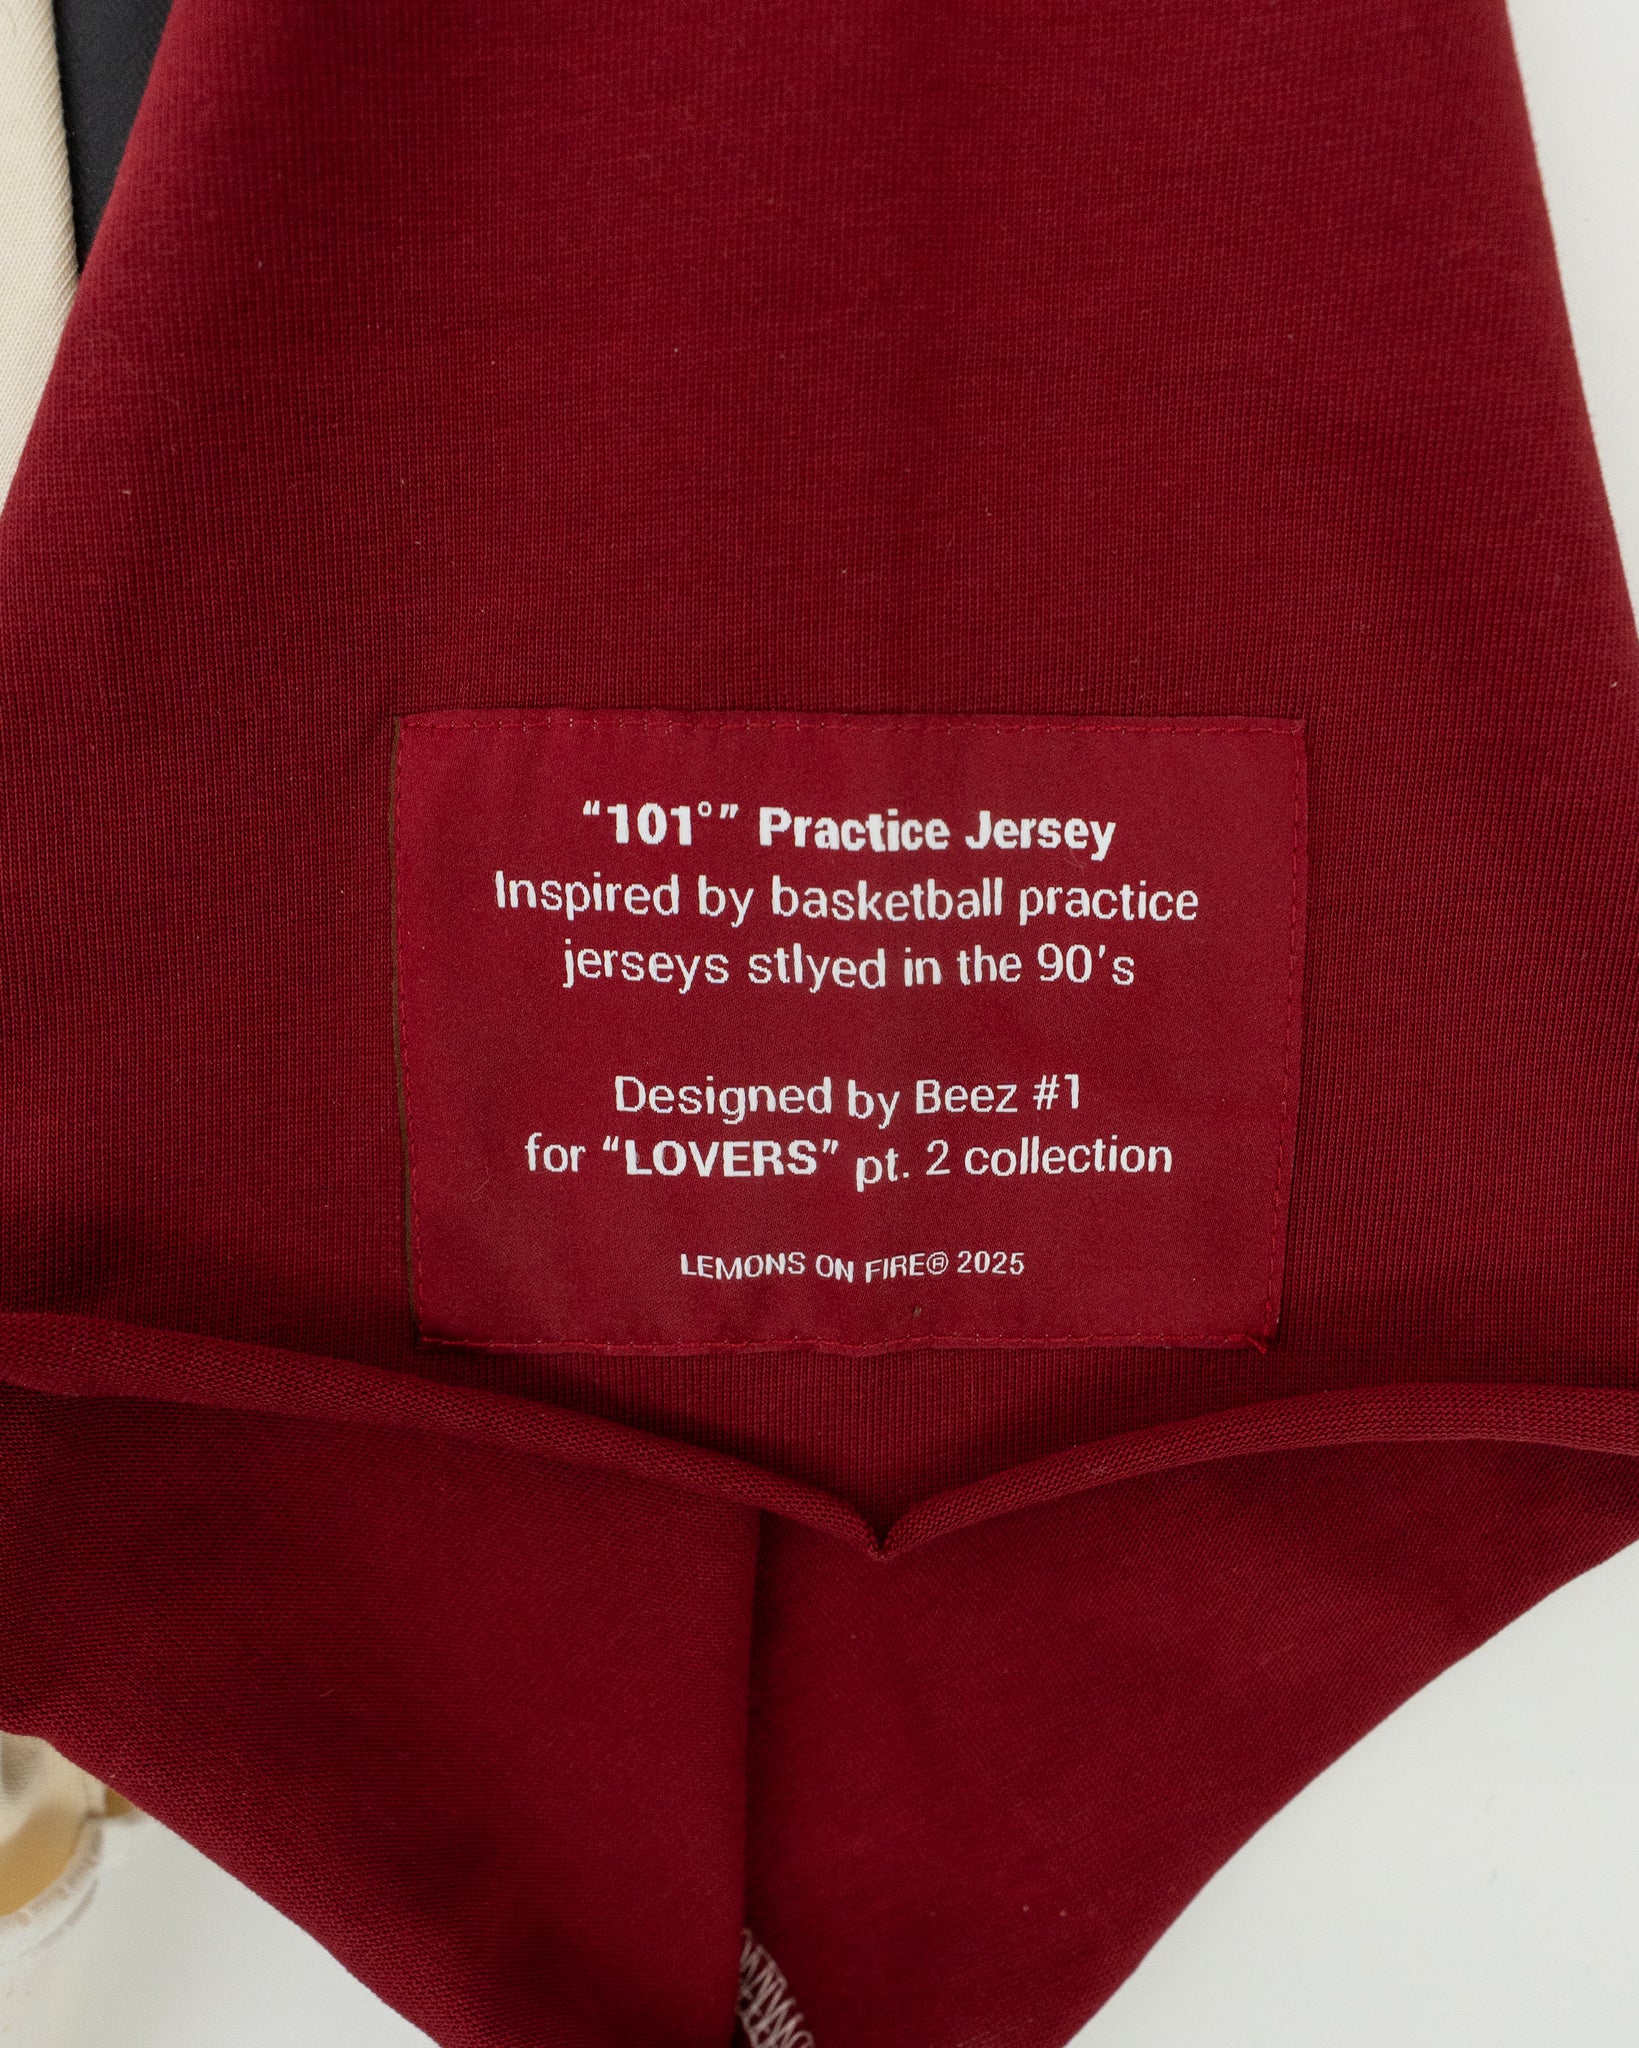 “101°” Practice Jersey
Inspired by basketball practice
jerseys stlyed in the 90's
Designed by Beez #1
for “LOVERS” pt. 2 collection
LEMONS ON FIRE® 2025